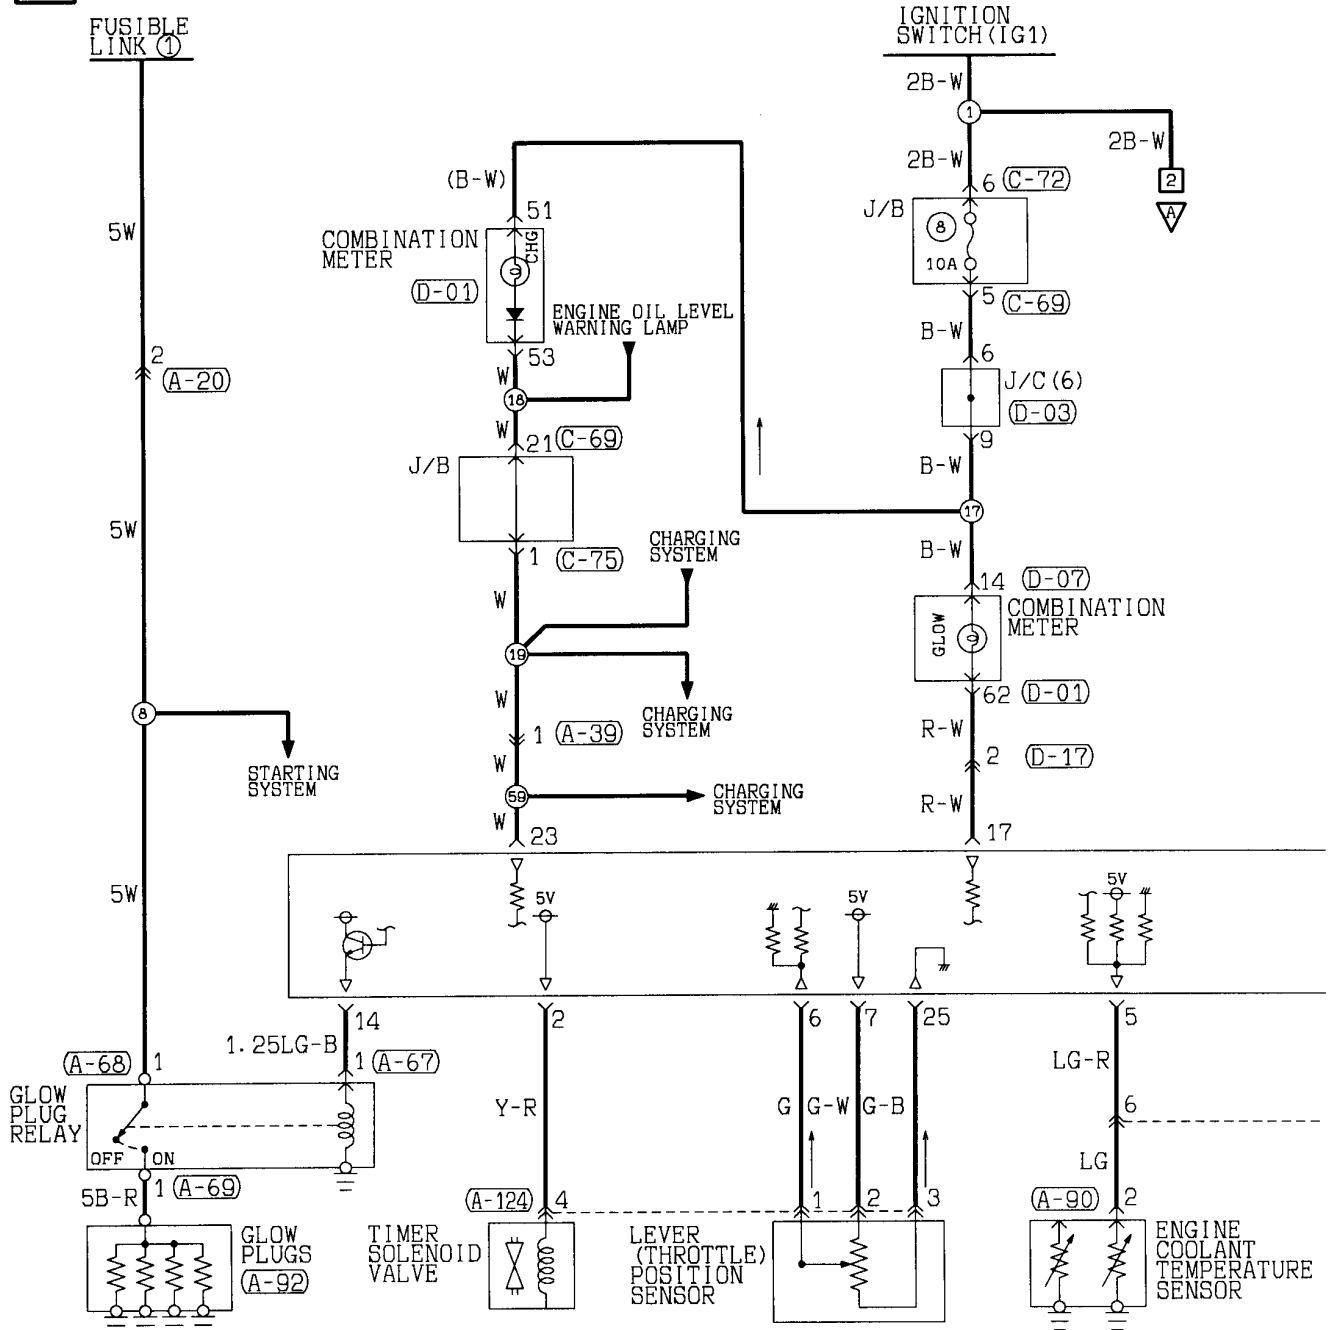 FUSIBLE
LINK ①
IGNITION
SWITCH(IG1)
2B-W
1
2B-W
2B-W
(B-W)
6
C-72
2
A
51
J/B
8
5W
COMBINATION
METER
CHG
10A
D-01
5
C-69
ENGINE OIL LEVEL
WARNING LAMP
B-W
2
53
6
A-20
W
J/C(6)
18
D-03
W
21
C-69
9
J/B
B-W
17
5W
CHARGING
SYSTEM
B-W
1
C-75
14
D-07
W
COMBINATION
METER
GLOW
19
W
62
D-01
8
CHARGING
SYSTEM
1
A-39
R-W
W
2
D-17
STARTING
SYSTEM
59
CHARGING
SYSTEM
R-W
W
23
17
5W
5V
5V
5V
14
2
6
7
25
5
1.25LG-B
A-68
1
1
A-67
LG-R
GLOW
PLUG
RELAY
Y-R
G
G-W
G-B
6
OFF
ON
LG
5B-R
1
A-69
A-124
4
1
2
3
A-90
2
GLOW
PLUGS
A-92
TIMER
SOLENOID
VALVE
LEVER
(THROTTLE)
POSITION
SENSOR
ENGINE
COOLANT
TEMPERATURE
SENSOR